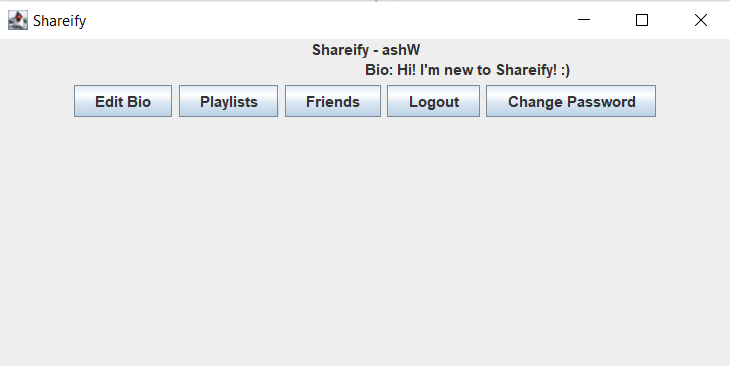 Shareify
Shareify - ashW
Bio: Hi! I'm new to Shareify! :)
Edit Bio Playlists Friends Logout Change Password